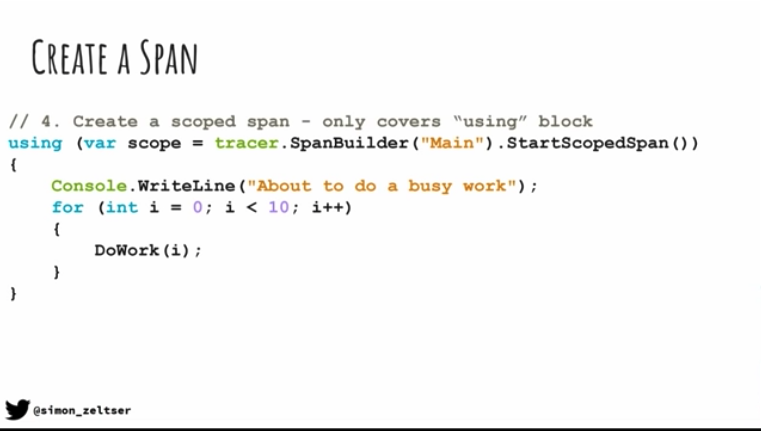 CREATE A SPAN
// 4. Create a scoped span - only covers “using” block
using (var scope = tracer.SpanBuilder("Main").StartScopedSpan())
{
    Console.WriteLine("About to do a busy work");
    for (int i = 0; i < 10; i++)
    {
        DoWork(i);
    }
}
@simon_zeltser